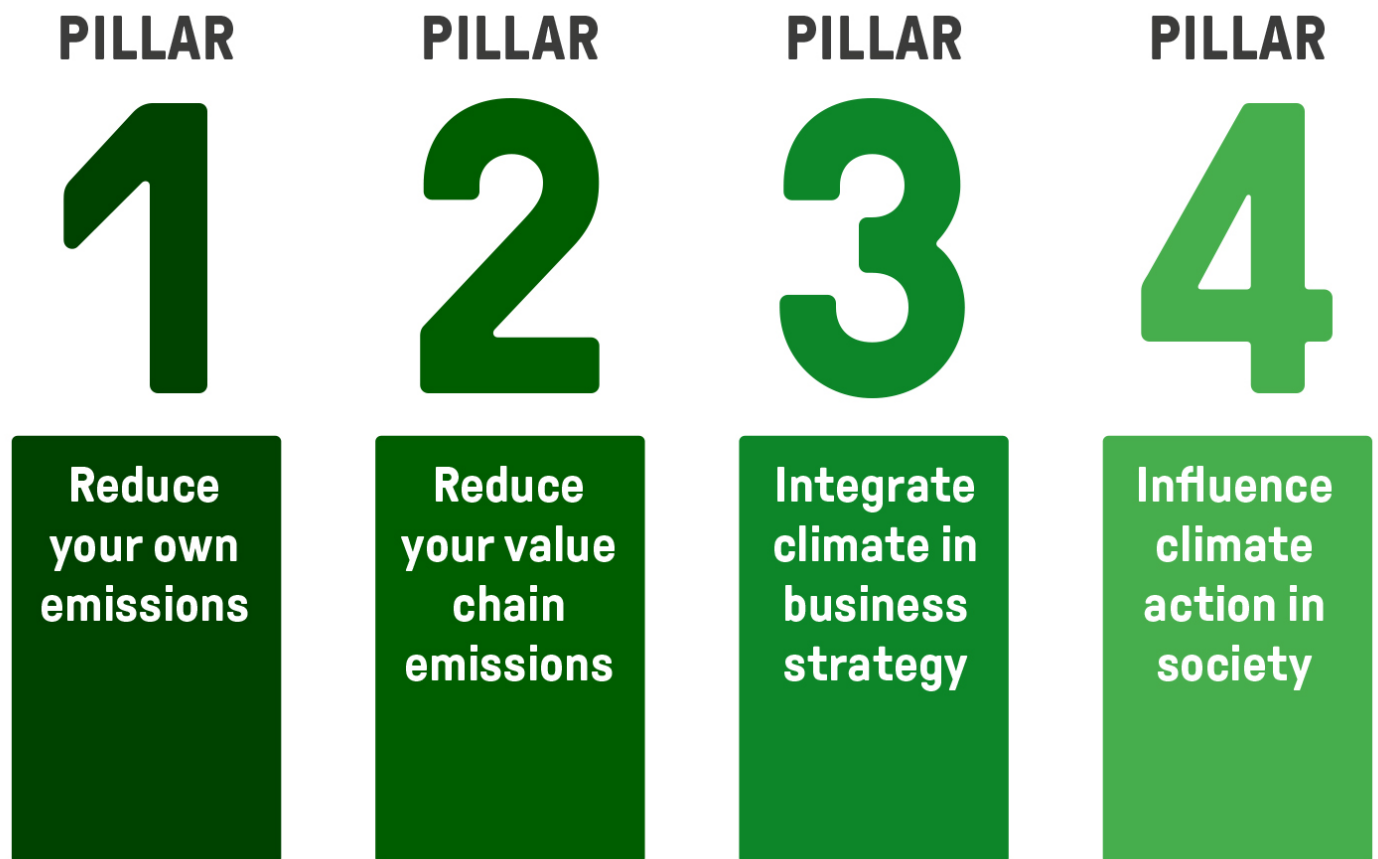 PILLAR
1
Reduce
your own
emissions
PILLAR
2
Reduce
your value
chain
emissions
PILLAR
3
Integrate
climate in
business
strategy
PILLAR
4
Influence
climate
action in
society